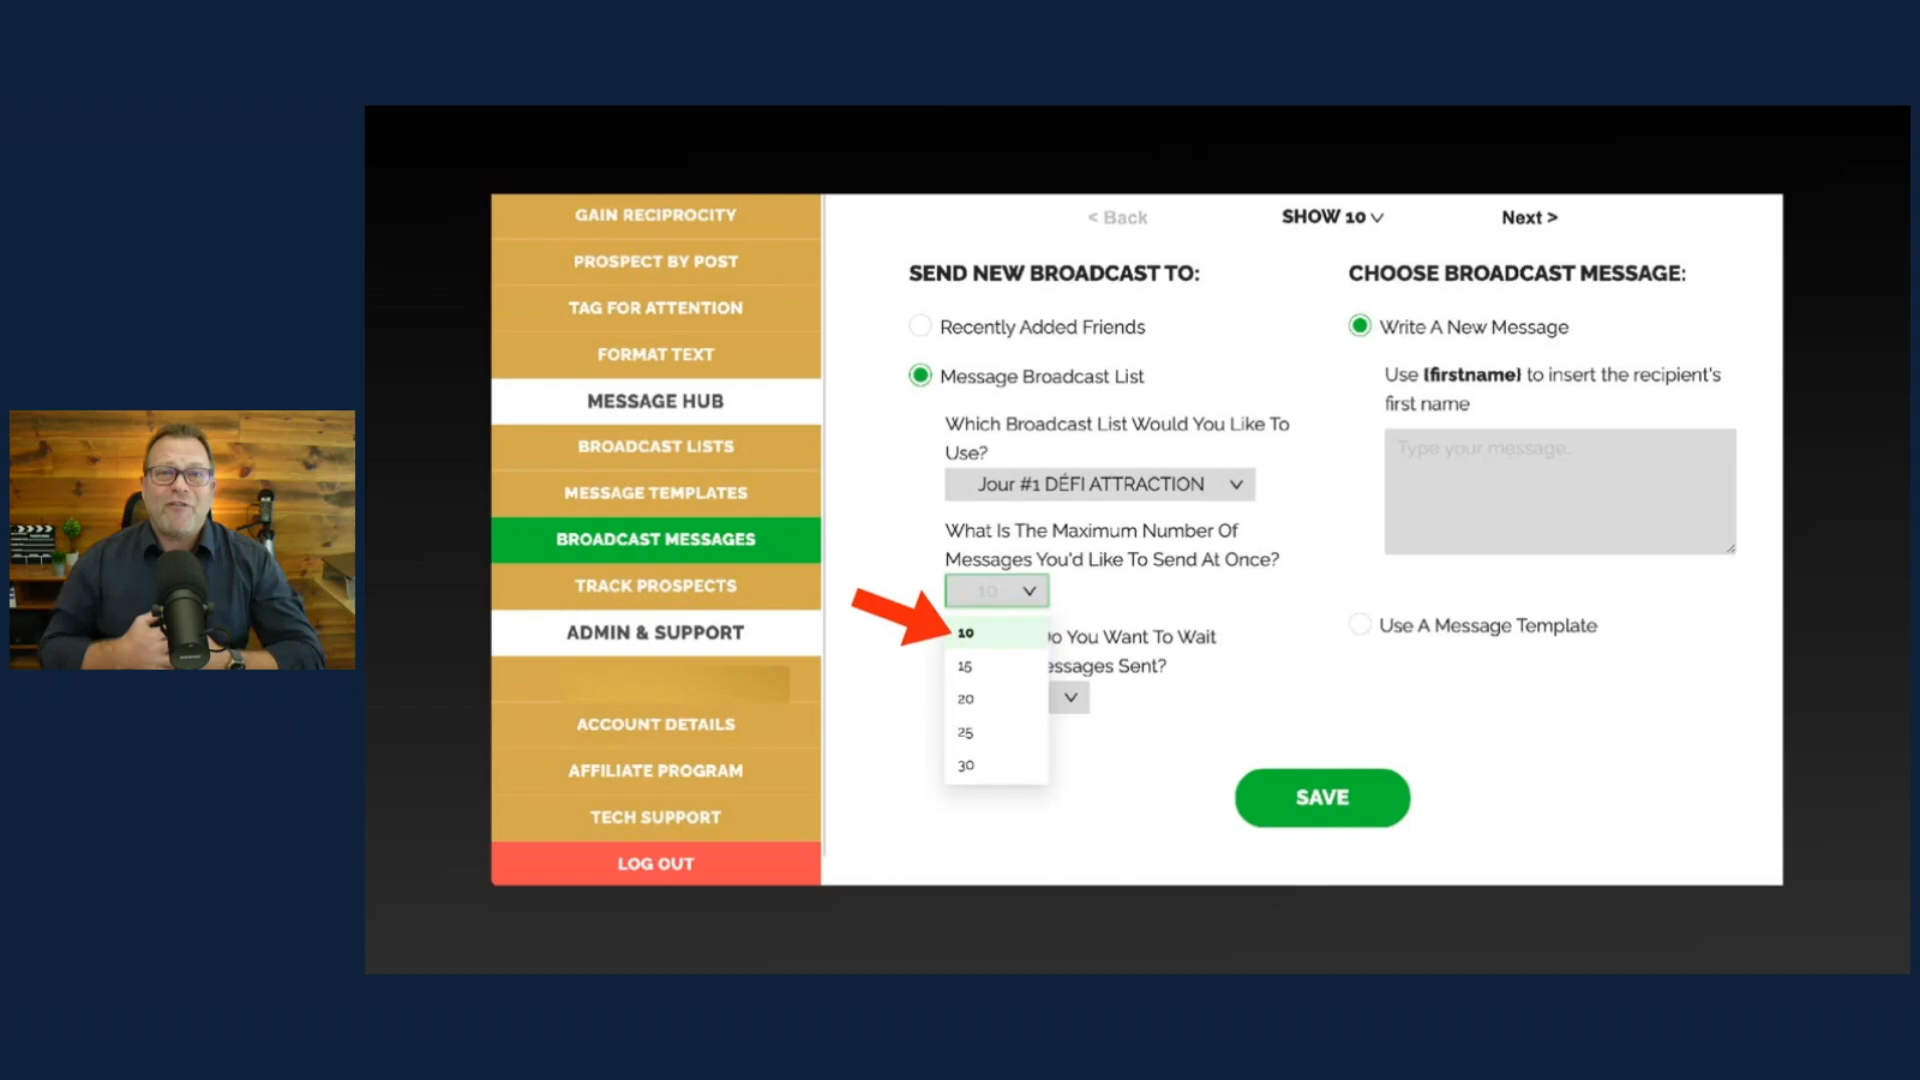 GAIN RECIPROCITY
PROSPECT BY POST
TAG FOR ATTENTION
FORMAT TEXT
MESSAGE HUB
BROADCAST LISTS
MESSAGE TEMPLATES
BROADCAST MESSAGES
TRACK PROSPECTS
ADMIN & SUPPORT
ACCOUNT DETAILS
AFFILIATE PROGRAM
TECH SUPPORT
LOG OUT
< Back
SHOW 10
Next >
SEND NEW BROADCAST TO:
Recently Added Friends
Message Broadcast List
Which Broadcast List Would You Like To
Use?
Jour #1 DÉFI ATTRACTION
What Is The Maximum Number Of
Messages You'd Like To Send At Once?
10
10
15
20
25
30
o You Want To Wait
essages Sent?
CHOOSE BROADCAST MESSAGE:
Write A New Message
Use {firstname} to insert the recipient's
first name
Type your message..
Use A Message Template
SAVE